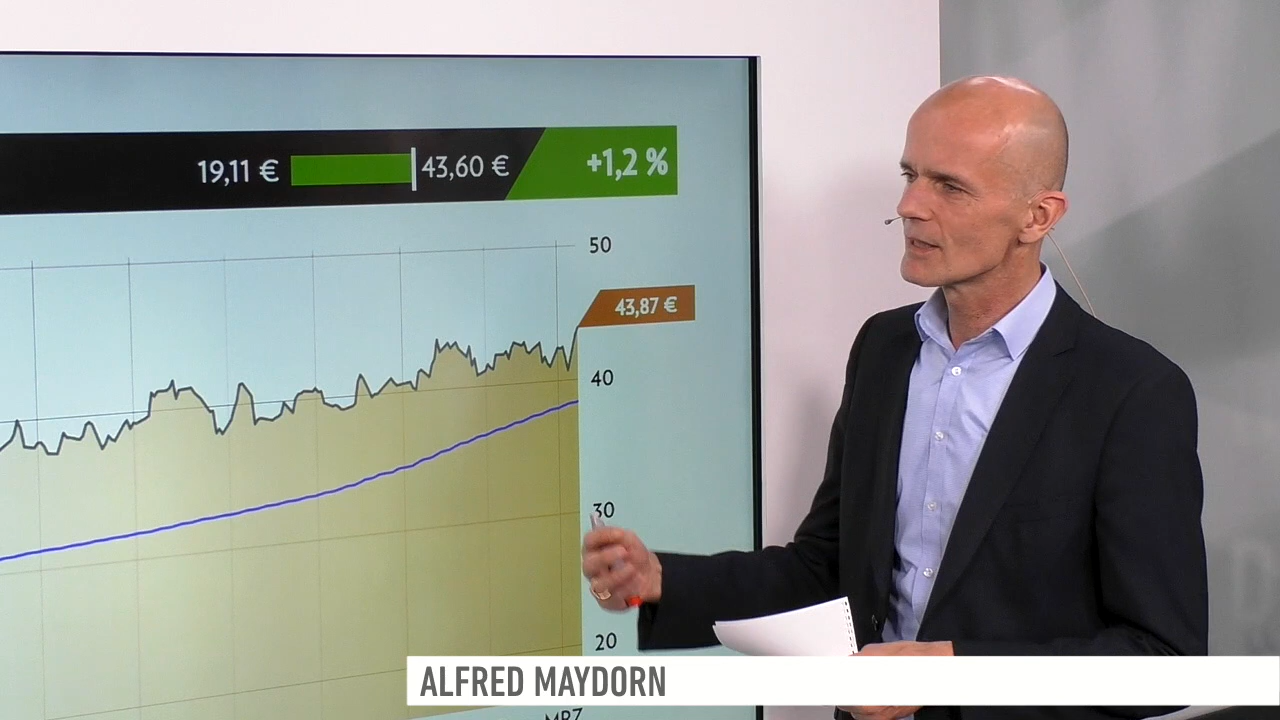 19,11 € 43,60 € +1,2 %
50
43,87 €
40
30
20
ALFRED MAYDORN